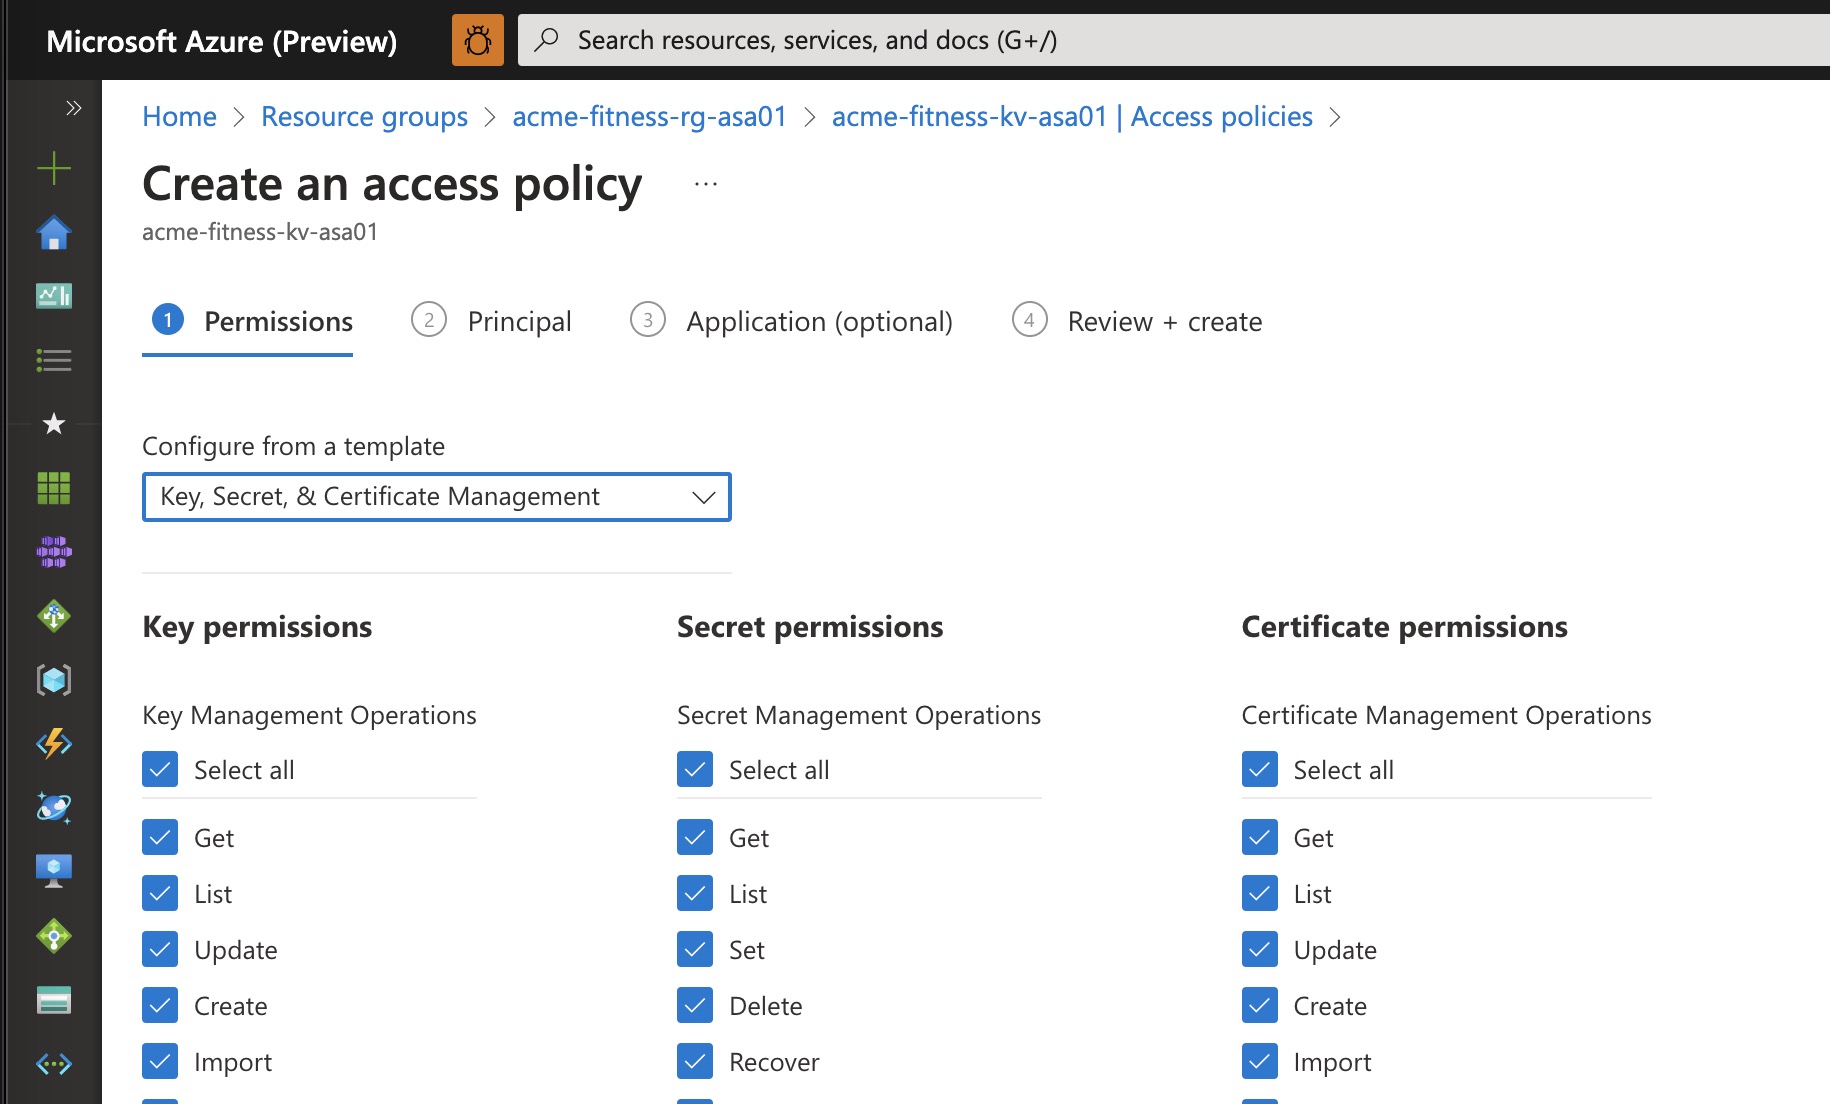 Microsoft Azure (Preview)
Search resources, services, and docs (G+/)
Home > Resource groups > acme-fitness-rg-asa01 > acme-fitness-kv-asa01 | Access policies >
Create an access policy ...
acme-fitness-kv-asa01
1 Permissions 2 Principal 3 Application (optional) 4 Review + create
Configure from a template
Key, Secret, & Certificate Management
Key permissions
Key Management Operations
Select all
Get
List
Update
Create
Import
Secret permissions
Secret Management Operations
Select all
Get
List
Set
Delete
Recover
Certificate permissions
Certificate Management Operations
Select all
Get
List
Update
Create
Import